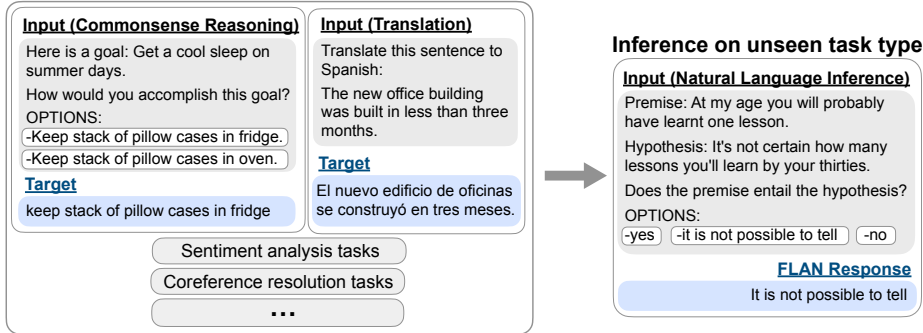 Input (Commonsense Reasoning)
Here is a goal: Get a cool sleep on
summer days.
How would you accomplish this goal?
OPTIONS:
-Keep stack of pillow cases in fridge.
-Keep stack of pillow cases in oven.
Target
keep stack of pillow cases in fridge
Input (Translation)
Translate this sentence to
Spanish:
The new office building
was built in less than three
months.
Target
El nuevo edificio de oficinas
se construyó en tres meses.
Sentiment analysis tasks
Coreference resolution tasks
...
Inference on unseen task type
Input (Natural Language Inference)
Premise: At my age you will probably
have learnt one lesson.
Hypothesis: It's not certain how many
lessons you'll learn by your thirties.
Does the premise entail the hypothesis?
OPTIONS:
-yes -it is not possible to tell -no
FLAN Response
It is not possible to tell